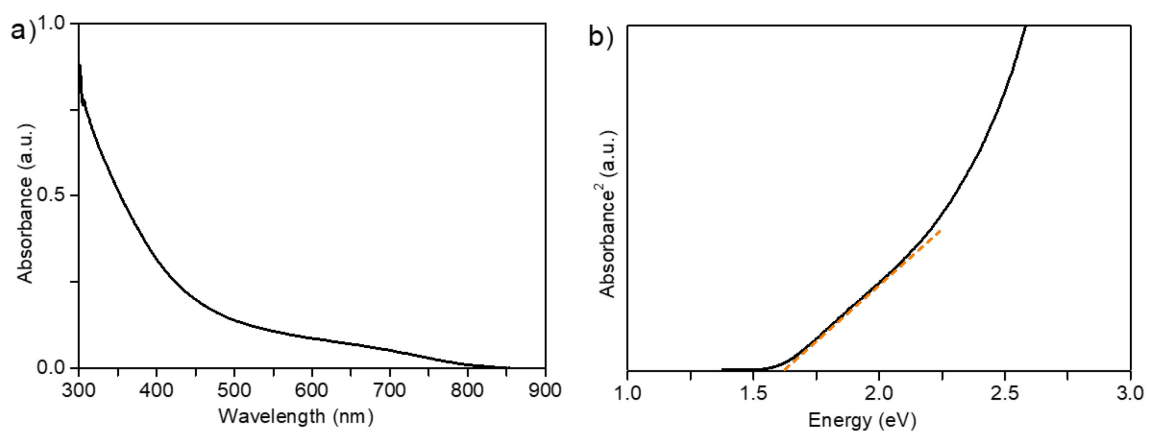 a)
1.0
0.5
0.0
Absorbance (a.u.)
300 400 500 600 700 800 900
Wavelength (nm)
b)
Absorbance²(a.u.)
1.0 1.5 2.0 2.5 3.0
Energy (eV)